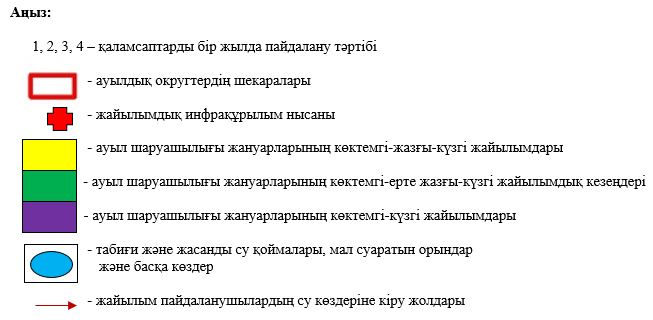 Аңыз:
1, 2, 3, 4 – қаламсаптарды бір жылда пайдалану тәртібі
- ауылдық округтердің шекаралары
- жайылымдық инфрақұрылым нысаны
- ауыл шаруашылығы жануарларының көктемгі-жазғы-күзгі жайылымдары
- ауыл шаруашылығы жануарларының көктемгі-ерте жазғы-күзгі жайылымдық кезеңдері
- ауыл шаруашылығы жануарларының көктемгі-күзгі жайылымдары
- табиғи және жасанды су қоймалары, мал суаратын орындар
және басқа көздер
- жайылым пайдаланушылардың су көздеріне кіру жолдары